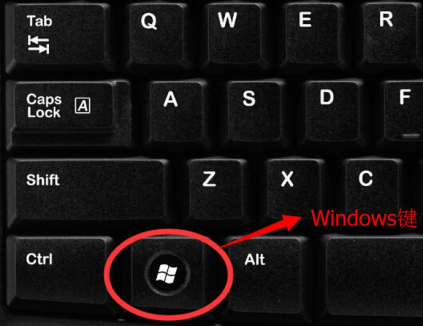 Tab Q W E R
Caps Lock A A S D F
Shift Z X C
Windows键
Ctrl Alt